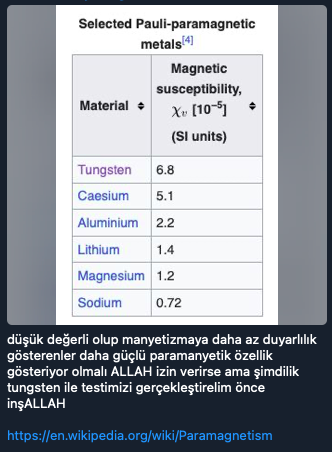 Selected Pauli-paramagnetic
metals[4]
Material
Magnetic
susceptibility,
χv [10−5]
(SI units)
Tungsten 6.8
Caesium 5.1
Aluminium 2.2
Lithium 1.4
Magnesium 1.2
Sodium 0.72
düşük değerli olup manyetizmaya daha az duyarlılık
gösterenler daha güçlü paramanyetik özellik
gösteriyor olmalı ALLAH izin verirse ama şimdilik
tungsten ile testimizi gerçekleştirelim önce
inşALLAH
https://en.wikipedia.org/wiki/Paramagnetism